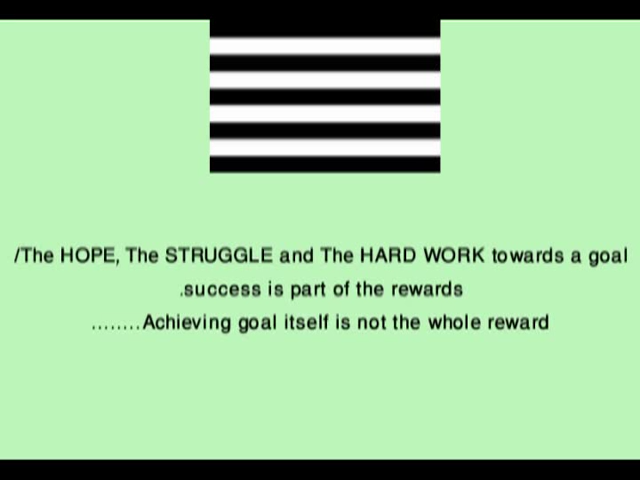 /The HOPE, The STRUGGLE and The HARD WORK towards a goal
.success is part of the rewards
........Achieving goal itself is not the whole reward